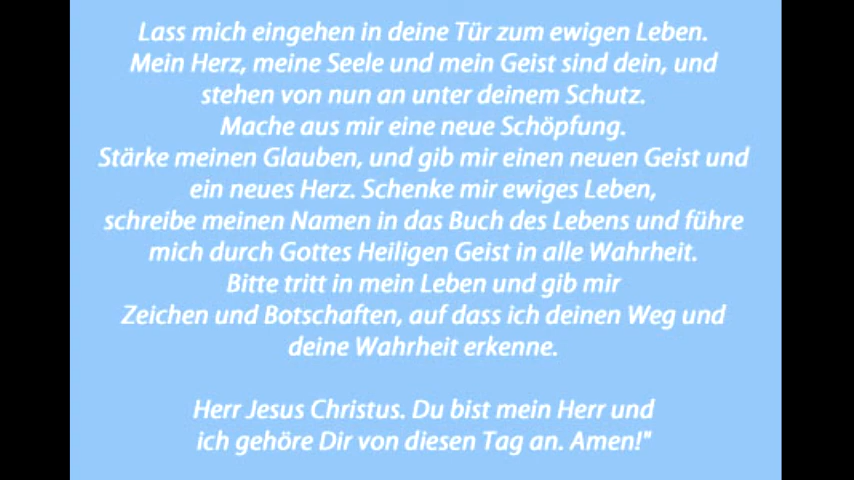 Lass mich eingehen in deine Tür zum ewigen Leben.
Mein Herz, meine Seele und mein Geist sind dein, und
stehen von nun an unter deinem Schutz.
Mache aus mir eine neue Schöpfung.
Stärke meinen Glauben, und gib mir einen neuen Geist und
ein neues Herz. Schenke mir ewiges Leben,
schreibe meinen Namen in das Buch des Lebens und führe
mich durch Gottes Heiligen Geist in alle Wahrheit.
Bitte tritt in mein Leben und gib mir
Zeichen und Botschaften, auf dass ich deinen Weg und
deine Wahrheit erkenne.
Herr Jesus Christus. Du bist mein Herr und
ich gehöre Dir von diesen Tag an. Amen!"